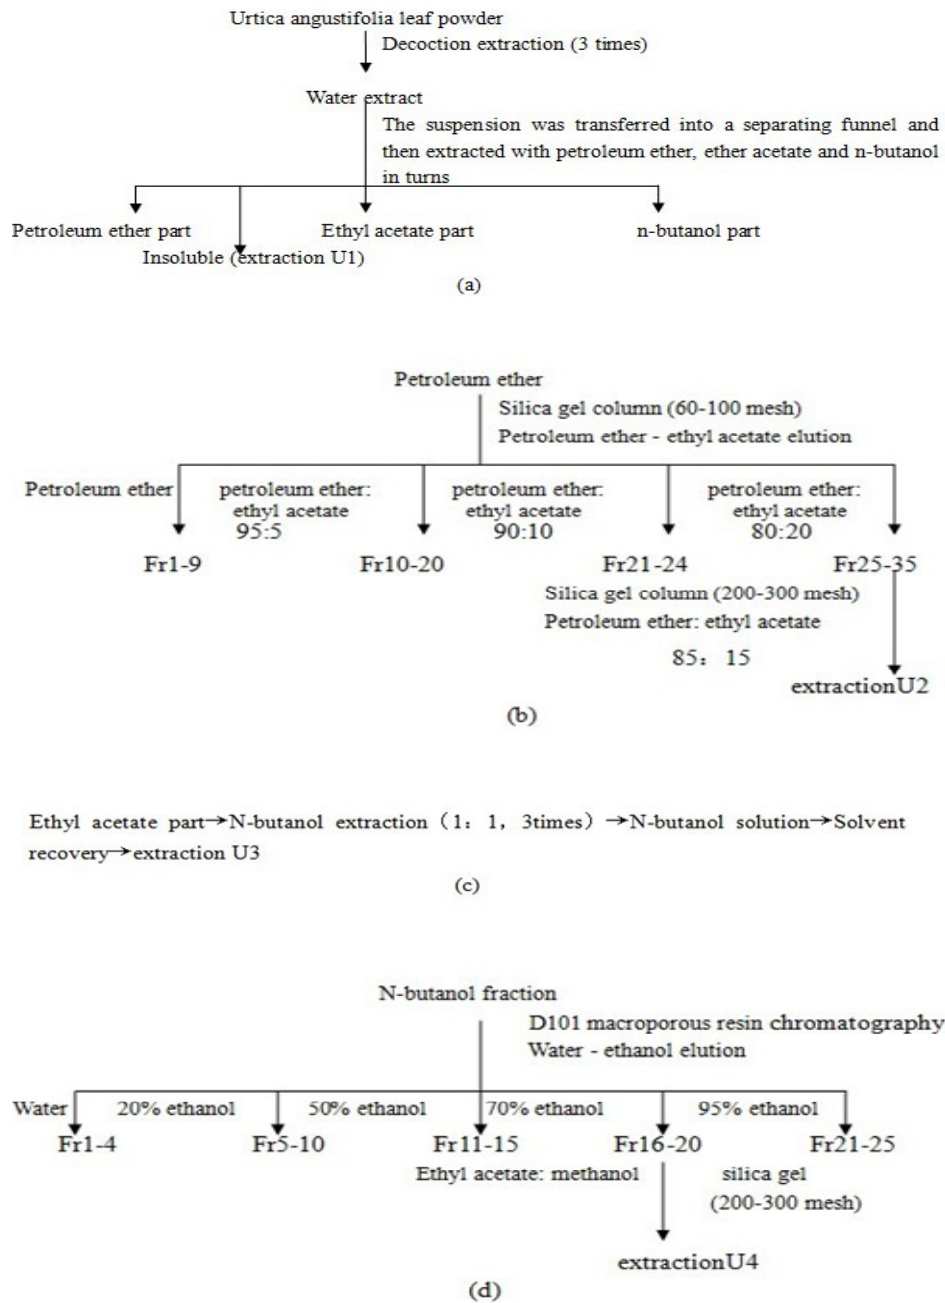 Urtica angustifolia leaf powder
Decoction extraction (3 times)
Water extract
The suspension was transferred into a separating funnel and
then extracted with petroleum ether, ether acetate and n-butanol
in turns
Petroleum ether part
Ethyl acetate part
n-butanol part
Insoluble (extraction U1)
(a)
Petroleum ether
Silica gel column (60-100 mesh)
Petroleum ether - ethyl acetate elution
Petroleum ether
petroleum ether:
ethyl acetate
95:5
petroleum ether:
ethyl acetate
90:10
petroleum ether:
ethyl acetate
80:20
Fr1-9
Fr10-20
Fr21-24
Fr25-35
Silica gel column (200-300 mesh)
Petroleum ether: ethyl acetate
85：15
extractionU2
(b)
Ethyl acetate part→N-butanol extraction（1：1，3times）→N-butanol solution→Solvent
recovery→extraction U3
(c)
N-butanol fraction
D101 macroporous resin chromatography
Water - ethanol elution
Water
20% ethanol
50% ethanol
70% ethanol
95% ethanol
Fr1-4
Fr5-10
Fr11-15
Fr16-20
Fr21-25
Ethyl acetate: methanol
silica gel
(200-300 mesh)
extractionU4
(d)